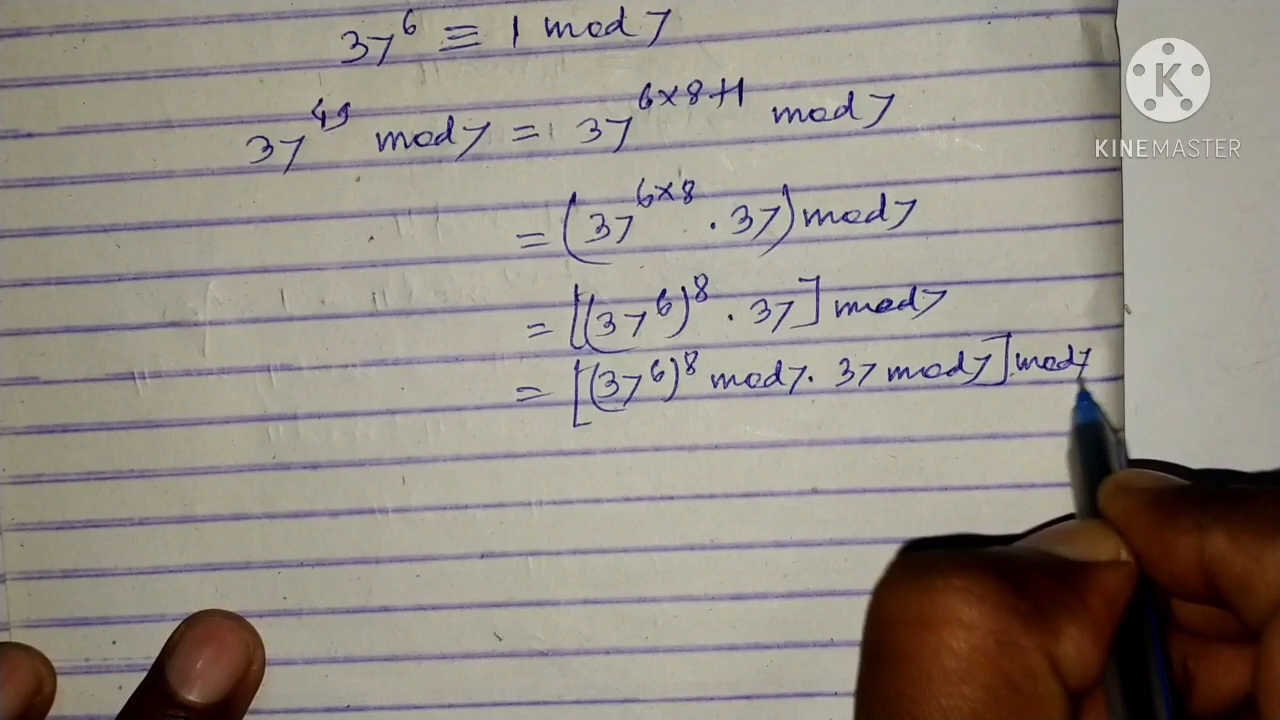 37^6 ≡ 1 mod 7
37^49 mod 7 = 37^6×8+1 mod 7
= (37^6×8 . 37) mod 7
= [(37^6)^8 . 37] mod 7
= [(37^6)^8 mod 7 . 37 mod 7] mod 7
K
KINEMASTER